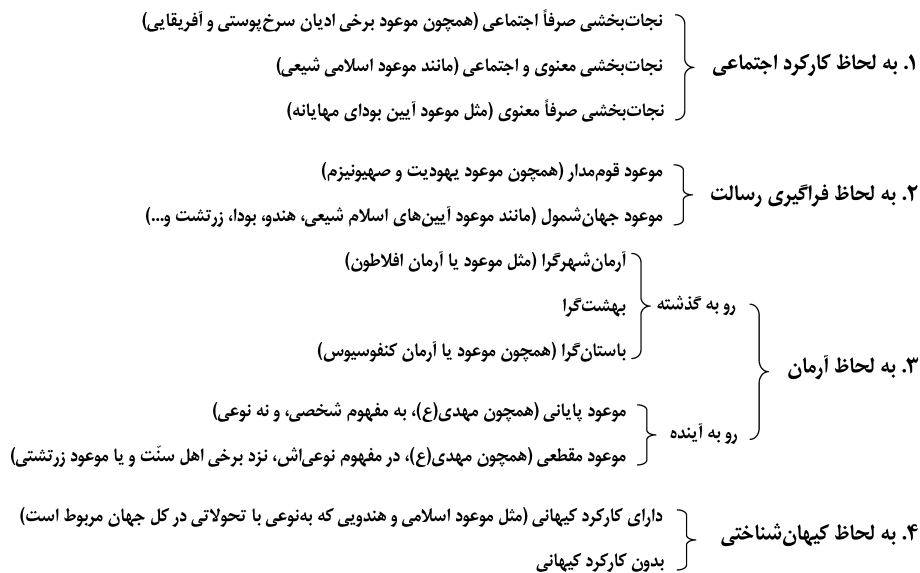 ۱. به لحاظ کارکرد اجتماعی
نجات‌بخشی صرفاً اجتماعی (همچون موعود برخی ادیان سرخ‌پوستی و آفریقایی)
نجات‌بخشی معنوی و اجتماعی (مانند موعود اسلامی شیعی)
نجات‌بخشی صرفاً معنوی (مثل موعود آیین بودای مهایانه)
۲. به لحاظ فراگیری رسالت
موعود قوم‌مدار (همچون موعود یهودیت و صهیونیزم)
موعود جهان‌شمول (مانند موعود آیین‌های اسلام شیعی، هندو، بودا، زرتشت و...)
۳. به لحاظ آرمان
رو به گذشته
آرمان‌شهرگرا (مثل موعود یا آرمان افلاطون)
بهشت‌گرا
باستان‌گرا (همچون موعود یا آرمان کنفوسیوس)
رو به آینده
موعود پایانی (همچون مهدی(ع)، به مفهوم شخصی، و نه نوعی)
موعود مقطعی (همچون مهدی(ع)، در مفهوم نوعی‌اش، نزد برخی اهل سنّت و یا موعود زرتشتی)
۴. به لحاظ کیهان‌شناختی
دارای کارکرد کیهانی (مثل موعود اسلامی و هندویی که به‌نوعی با تحولاتی در کل جهان مربوط است)
بدون کارکرد کیهانی